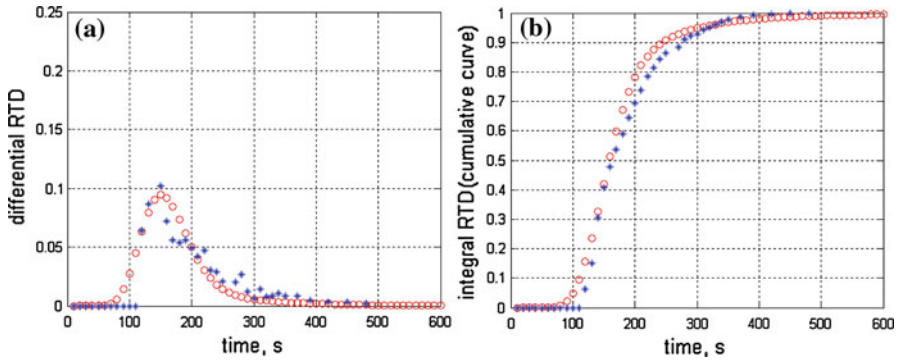 (a)
differential RTD
0.25
0.2
0.15
0.1
0.05
0
0 100 200 300 400 500 600
time, s
(b)
integral RTD(cumulative curve)
1
0.9
0.8
0.7
0.6
0.5
0.4
0.3
0.2
0.1
0
0 100 200 300 400 500 600
time, s